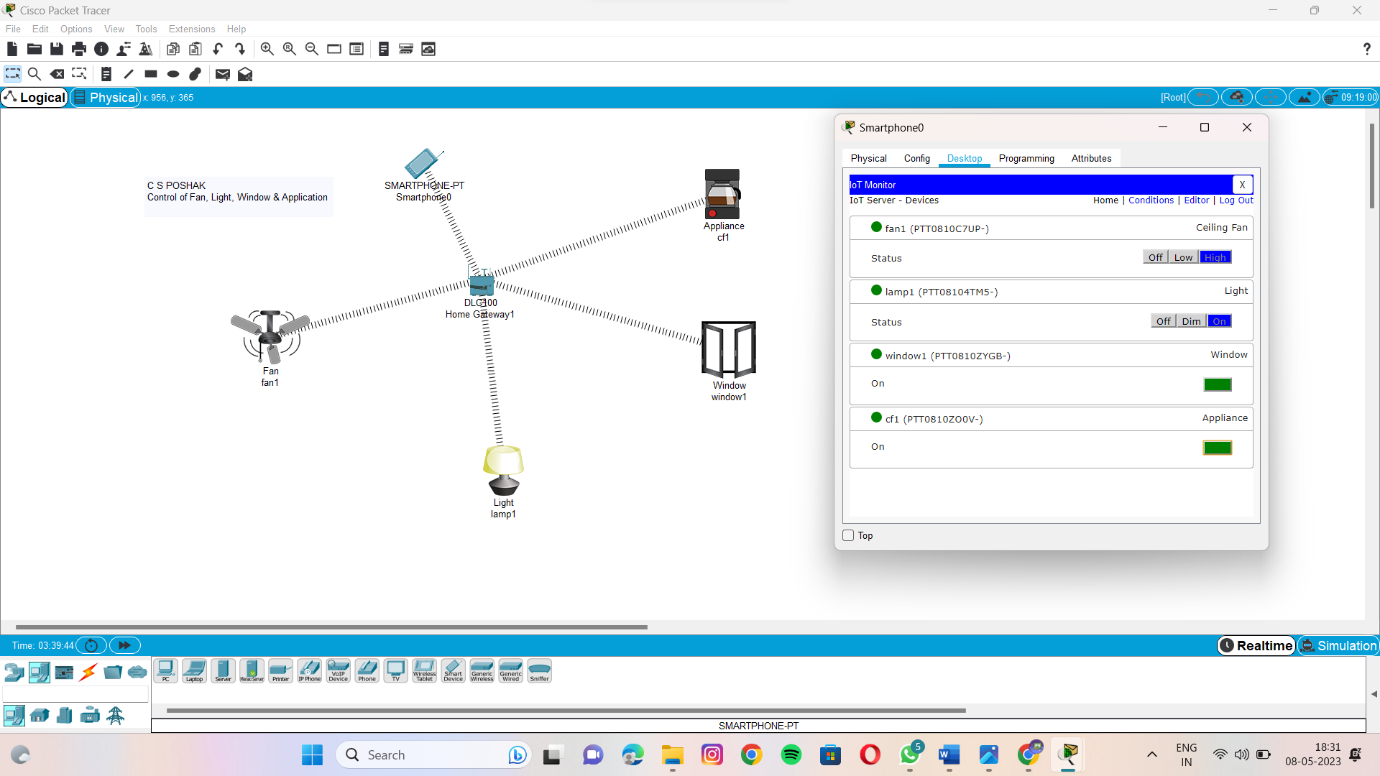 Cisco Packet Tracer
File Edit Options View Tools Extensions Help
?
Logical Physical x: 956, y: 365 [Root] 09:19:00
C S POSHAK
Control of Fan, Light, Window & Application
SMARTPHONE-PT
Smartphone0
Appliance
cf1
DLC100
Home Gateway1
Fan
fan1
Window
window1
Light
lamp1
Smartphone0
Physical Config Desktop Programming Attributes
IoT Monitor X
IoT Server - Devices Home | Conditions | Editor | Log Out
fan1 (PTT0810C7UP-) Ceiling Fan
Status Off Low High
lamp1 (PTT08104TM5-) Light
Status Off Dim On
window1 (PTT0810ZYGB-) Window
On
cf1 (PTT0810ZO0V-) Appliance
On
Top
Time: 03:39:44 Realtime Simulation
PC Laptop Server Printer IP Phone VoIP Device Phone TV Wireless Tablet Smart Device Generic Wireless Generic Wired Sniffer
SMARTPHONE-PT
Search
5
ENG
IN
18:31
08-05-2023